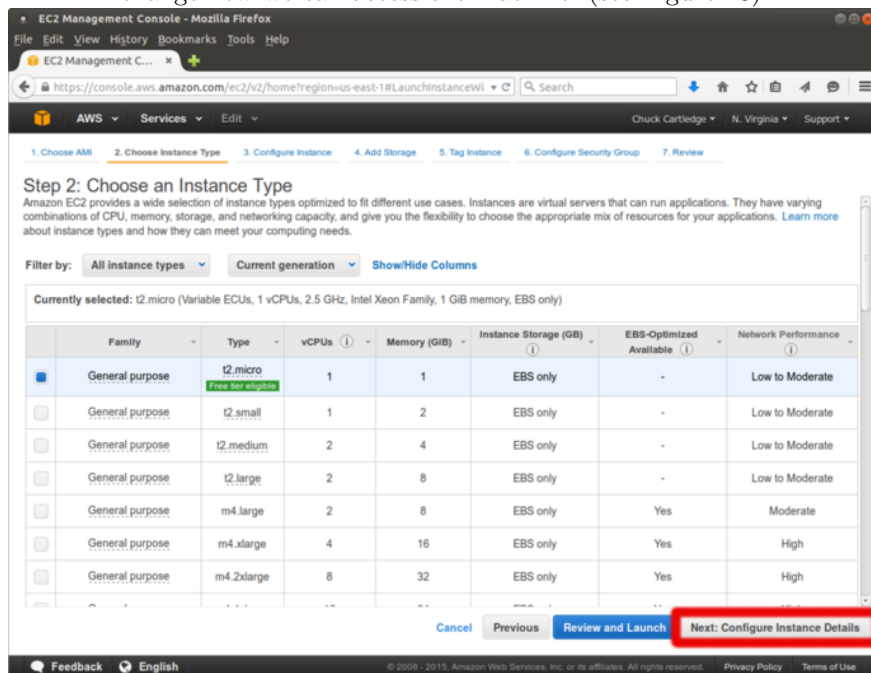 EC2 Management Console - Mozilla Firefox
File Edit View History Bookmarks Tools Help
EC2 Management C... ×
https://console.aws.amazon.com/ec2/v2/home?region=us-east-1#LaunchInstanceWi Search
AWS Services Edit Chuck Cartledge N. Virginia Support
1. Choose AMI 2. Choose Instance Type 3. Configure Instance 4. Add Storage 5. Tag Instance 6. Configure Security Group 7. Review
Step 2: Choose an Instance Type
Amazon EC2 provides a wide selection of instance types optimized to fit different use cases. Instances are virtual servers that can run applications. They have varying
combinations of CPU, memory, storage, and networking capacity, and give you the flexibility to choose the appropriate mix of resources for your applications. Learn more
about instance types and how they can meet your computing needs.
Filter by: All instance types Current generation Show/Hide Columns
Currently selected: t2.micro (Variable ECUs, 1 vCPUs, 2.5 GHz, Intel Xeon Family, 1 GiB memory, EBS only)
Family Type vCPUs Memory (GiB) Instance Storage (GB) EBS-Optimized Available Network Performance
General purpose t2.micro Free tier eligible 1 1 EBS only - Low to Moderate
General purpose t2.small 1 2 EBS only - Low to Moderate
General purpose t2.medium 2 4 EBS only - Low to Moderate
General purpose t2.large 2 8 EBS only - Low to Moderate
General purpose m4.large 2 8 EBS only Yes Moderate
General purpose m4.xlarge 4 16 EBS only Yes High
General purpose m4.2xlarge 8 32 EBS only Yes High
Cancel Previous Review and Launch Next: Configure Instance Details
Feedback English © 2008 - 2015, Amazon Web Services, Inc. or its affiliates. All rights reserved. Privacy Policy Terms of Use